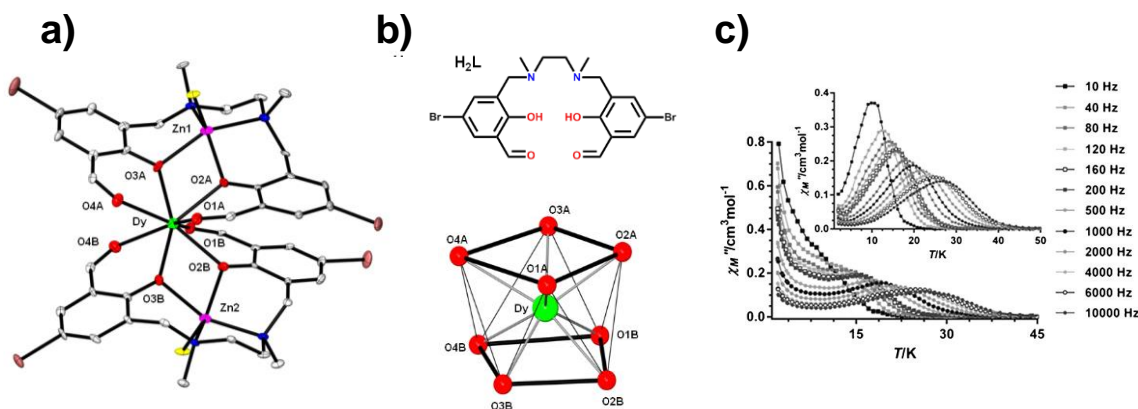 a)
Zn1
O3A
O2A
O4A
O1A
Dy
O4B
O1B
O2B
O3B
Zn2
b)
H2L
N
N
Br
OH
HO
Br
O
O
O3A
O4A
O2A
O1A
Dy
O4B
O1B
O3B
O2B
c)
χM''/cm³mol⁻¹
0.8
0.6
0.4
0.2
0.0
15
30
45
T/K
χM''/cm³mol⁻¹
0.4
0.3
0.2
0.1
0.0
10
20
30
40
50
T/K
10 Hz
40 Hz
80 Hz
120 Hz
160 Hz
200 Hz
500 Hz
1000 Hz
2000 Hz
4000 Hz
6000 Hz
10000 Hz